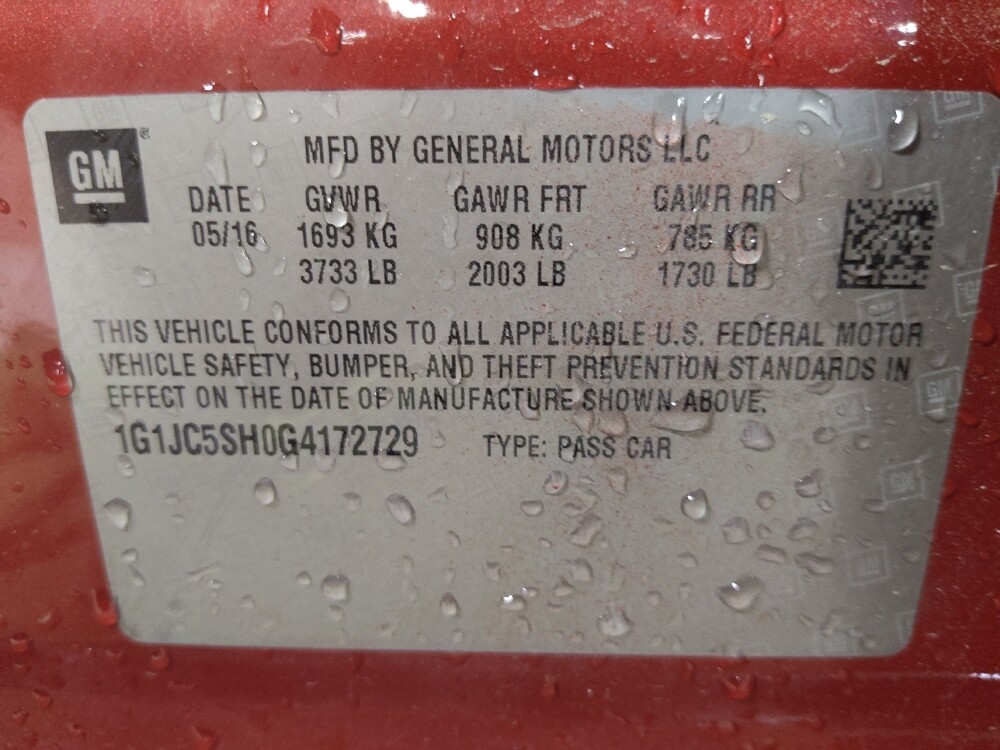 GM
MFD BY GENERAL MOTORS LLC
DATE GVWR GAWR FRT GAWR RR
05/16 1693 KG 908 KG 785 KG
3733 LB 2003 LB 1730 LB
THIS VEHICLE CONFORMS TO ALL APPLICABLE U.S. FEDERAL MOTOR
VEHICLE SAFETY, BUMPER, AND THEFT PREVENTION STANDARDS IN
EFFECT ON THE DATE OF MANUFACTURE SHOWN ABOVE.
1G1JC5SH0G4172729 TYPE: PASS CAR